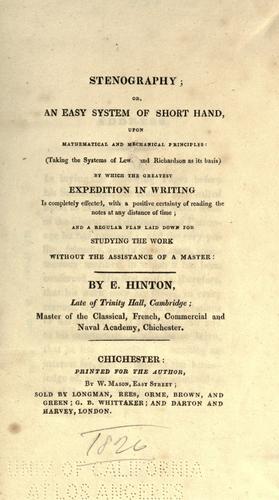 STENOGRAPHY;
OR,
AN EASY SYSTEM OF SHORT HAND,
UPON
MATHEMATICAL AND MECHANICAL PRINCIPLES:
(Taking the Systems of Lew and Richardson as its basis)
BY WHICH THE GREATEST
EXPEDITION IN WRITING
Is completely effected, with a positive certainty of reading the
notes at any distance of time;
AND A REGULAR PLAN LAID DOWN FOR
STUDYING THE WORK
WITHOUT THE ASSISTANCE OF A MASTER:
BY E. HINTON,
Late of Trinity Hall, Cambridge;
Master of the Classical, French, Commercial and
Naval Academy, Chichester.
CHICHESTER:
PRINTED FOR THE AUTHOR,
BY W. MASON, EAST STREET;
SOLD BY LONGMAN, REES, ORME, BROWN, AND
GREEN; G. B. WHITTAKER; AND DARTON AND
HARVEY, LONDON.
1826
UNIV. OF CALIFORNIA
LOS ANGELES